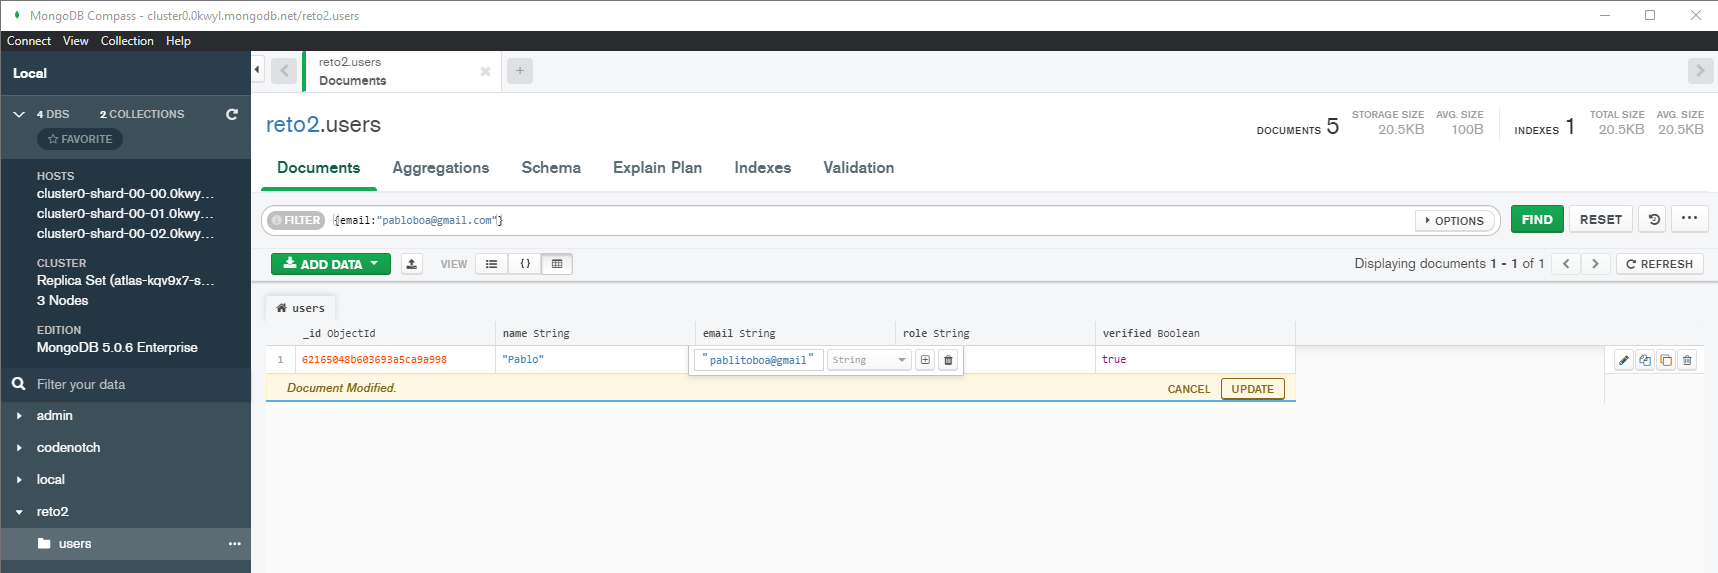 MongoDB Compass - cluster0.0kwyl.mongodb.net/reto2.users
Connect View Collection Help
Local
4 DBS 2 COLLECTIONS
FAVORITE
HOSTS
cluster0-shard-00-00.0kwy...
cluster0-shard-00-01.0kwy...
cluster0-shard-00-02.0kwy...
CLUSTER
Replica Set (atlas-kqv9x7-s...
3 Nodes
EDITION
MongoDB 5.0.6 Enterprise
Filter your data
admin
codenotch
local
reto2
users
reto2.users
Documents
reto2.users
DOCUMENTS 5 STORAGE SIZE 20.5KB AVG. SIZE 100B INDEXES 1 TOTAL SIZE 20.5KB AVG. SIZE 20.5KB
Documents Aggregations Schema Explain Plan Indexes Validation
FILTER {email:"pabloboa@gmail.com"} OPTIONS FIND RESET
ADD DATA VIEW {} Displaying documents 1 - 1 of 1 REFRESH
users
_id ObjectId name String email String role String verified Boolean
1 62165048b603693a5ca9a998 "Pablo" "pablitoboa@gmail" String true
Document Modified. CANCEL UPDATE